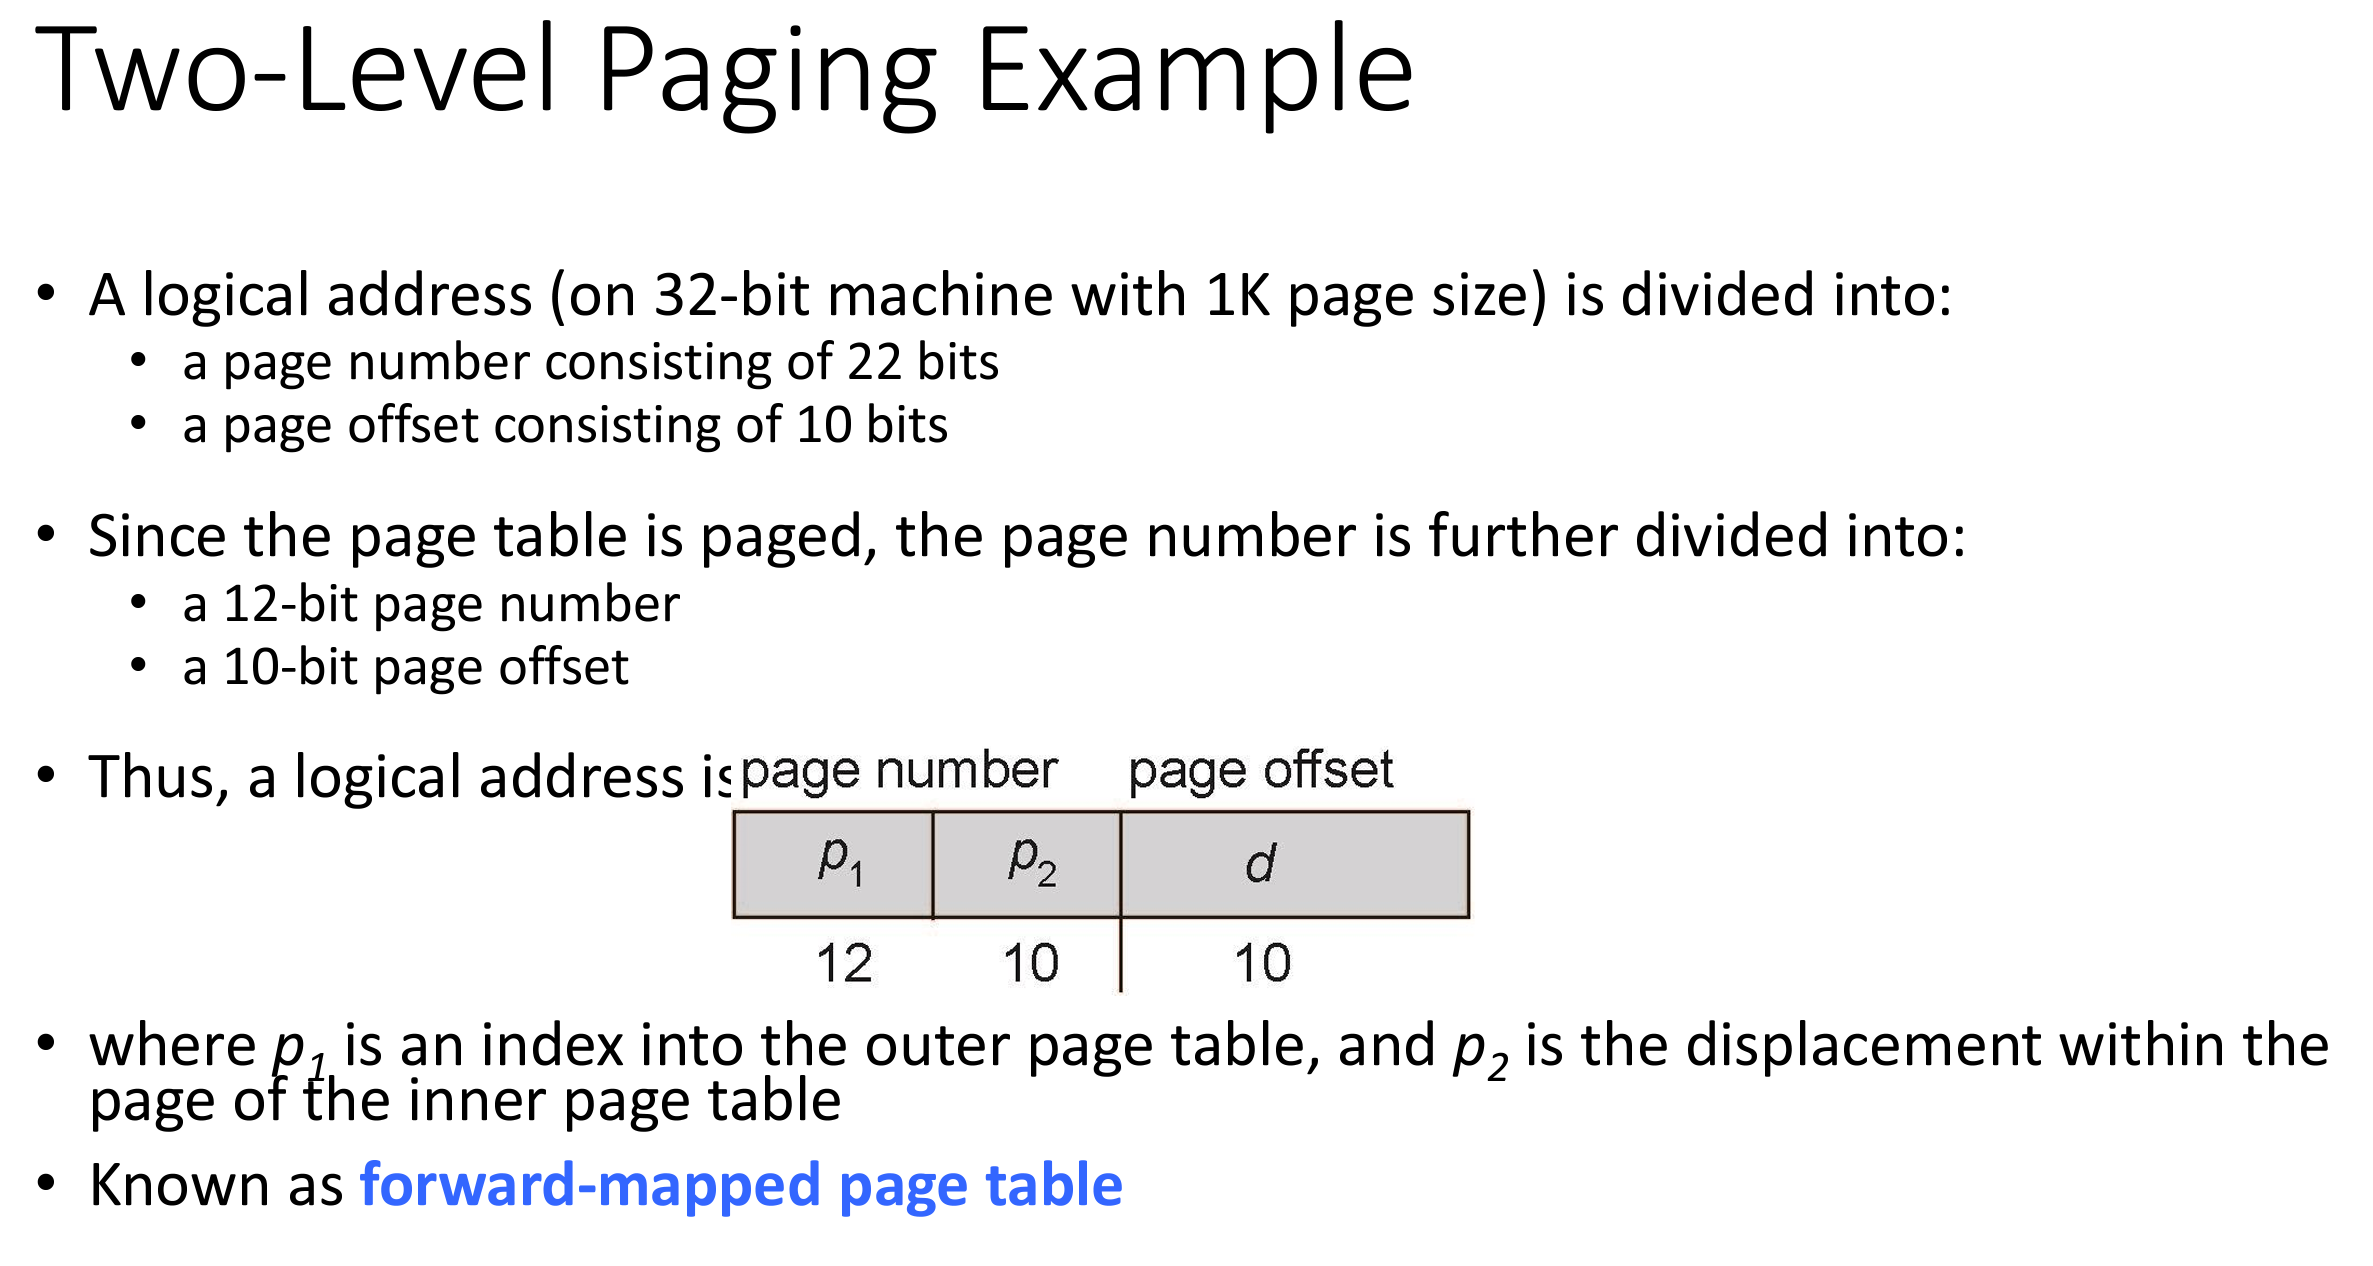 Two-Level Paging Example
• A logical address (on 32-bit machine with 1K page size) is divided into:
• a page number consisting of 22 bits
• a page offset consisting of 10 bits
• Since the page table is paged, the page number is further divided into:
• a 12-bit page number
• a 10-bit page offset
• Thus, a logical address is
page number page offset
p1 p2 d
12 10 10
• where p1 is an index into the outer page table, and p2 is the displacement within the
page of the inner page table
• Known as forward-mapped page table